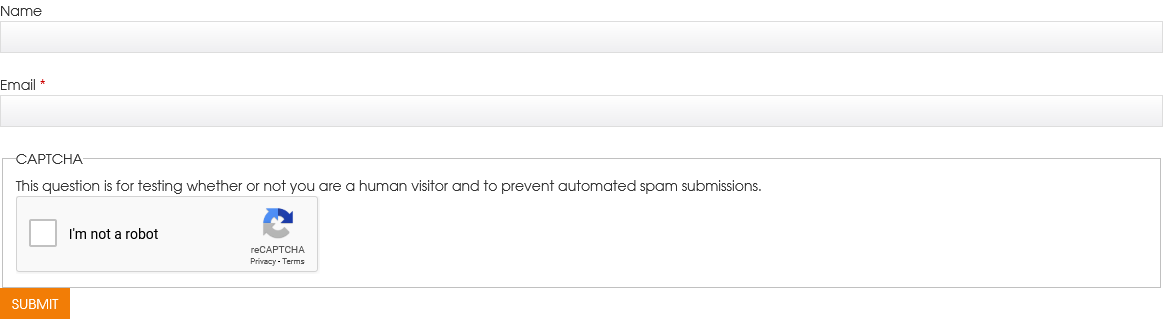 Name
Email *
CAPTCHA
This question is for testing whether or not you are a human visitor and to prevent automated spam submissions.
I'm not a robot
reCAPTCHA
Privacy - Terms
SUBMIT